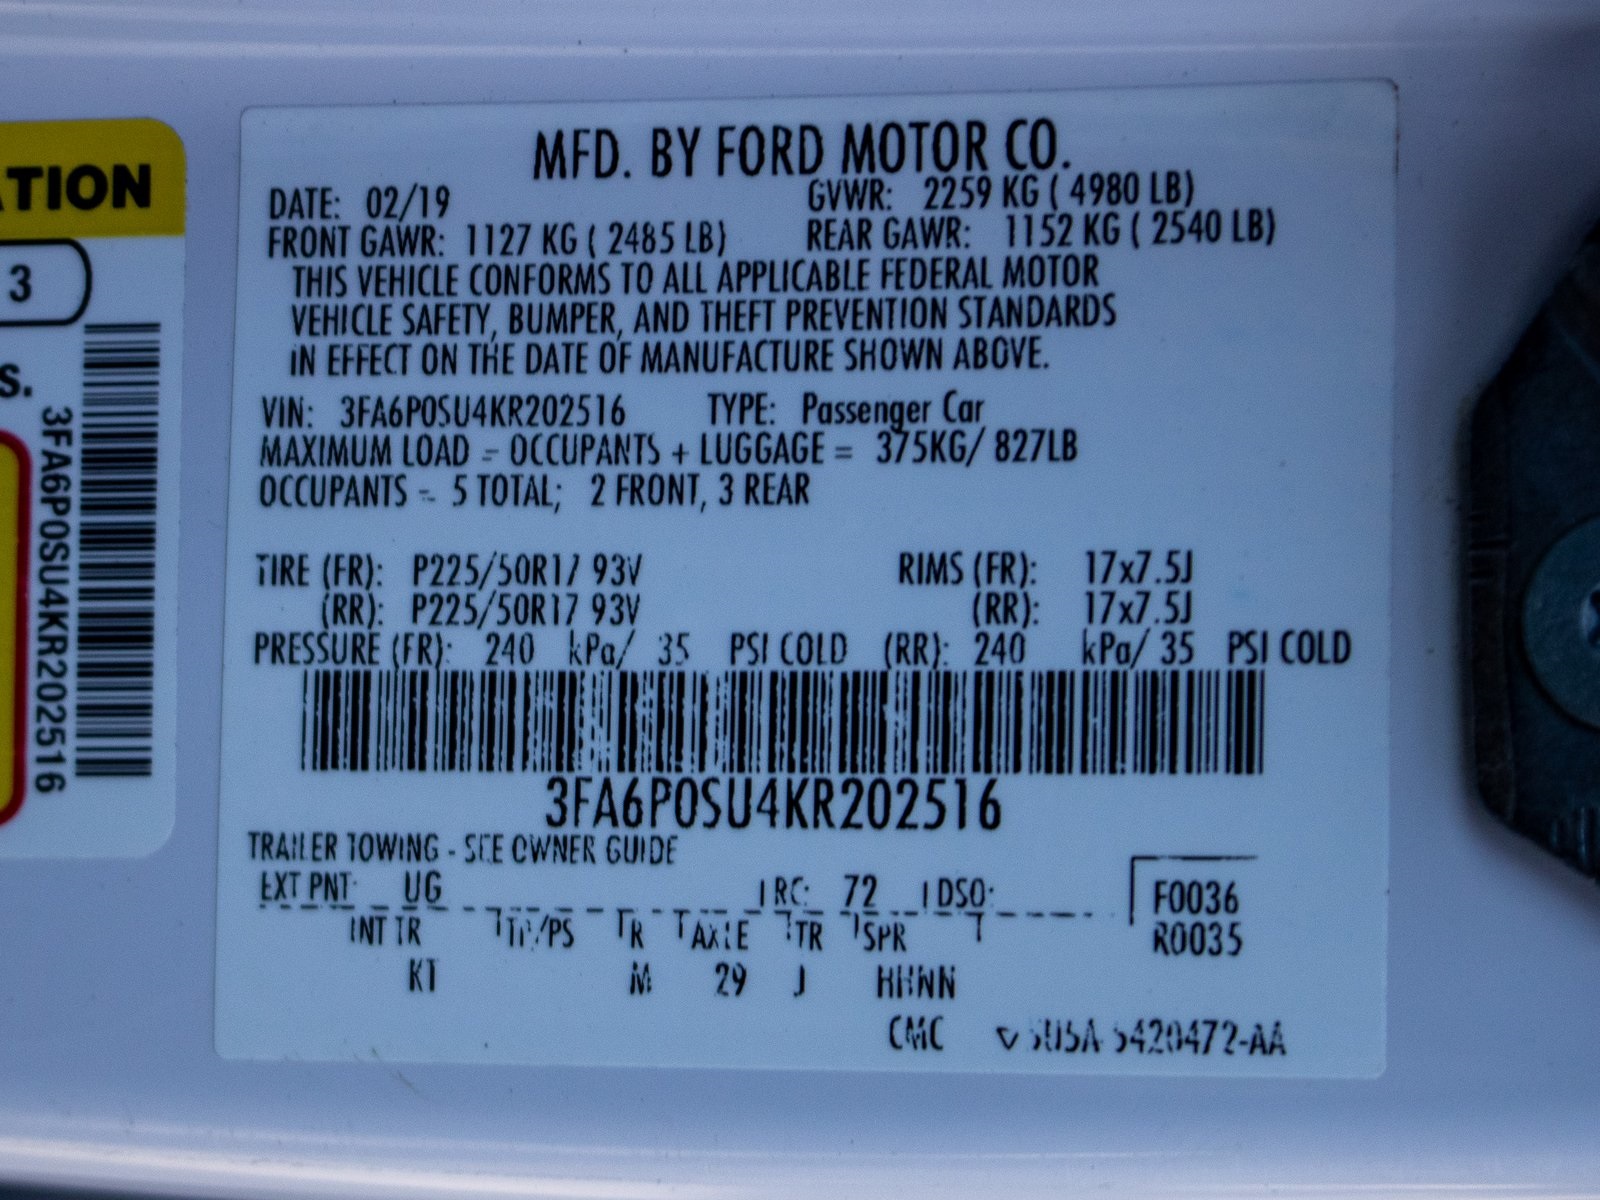 ATION
3
S.
3FA6P0SU4KR202516
MFD. BY FORD MOTOR CO.
DATE: 02/19 GVWR: 2259 KG ( 4980 LB)
FRONT GAWR: 1127 KG ( 2485 LB) REAR GAWR: 1152 KG ( 2540 LB)
THIS VEHICLE CONFORMS TO ALL APPLICABLE FEDERAL MOTOR
VEHICLE SAFETY, BUMPER, AND THEFT PREVENTION STANDARDS
IN EFFECT ON THE DATE OF MANUFACTURE SHOWN ABOVE.
VIN: 3FA6P0SU4KR202516 TYPE: Passenger Car
MAXIMUM LOAD = OCCUPANTS + LUGGAGE = 375KG/ 827LB
OCCUPANTS = 5 TOTAL; 2 FRONT, 3 REAR
TIRE (FR): P225/50R17 93V RIMS (FR): 17x7.5J
(RR): P225/50R17 93V (RR): 17x7.5J
PRESSURE (FR): 240 kPa/ 35 PSI COLD (RR): 240 kPa/ 35 PSI COLD
3FA6P0SU4KR202516
TRAILER TOWING - SEE OWNER GUIDE
EXT PNT: UG RC: 72 DSO: F0036
INT TR TP/PS R AXLE TR SPR R0035
KT M 29 J HHNN
CMC